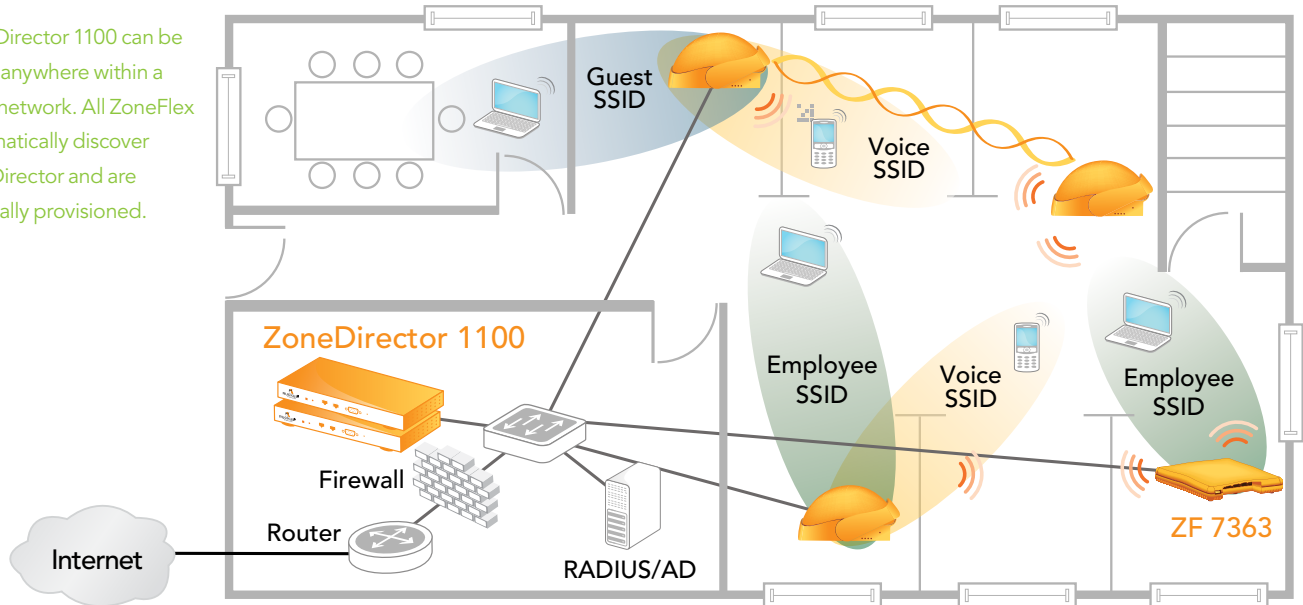 Director 1100 can be
anywhere within a
network. All ZoneFlex
matically discover
Director and are
ally provisioned.
Guest
SSID
Voice
SSID
ZoneDirector 1100
Employee
SSID
Voice
SSID
Employee
SSID
Firewall
Router
Internet
RADIUS/AD
ZF 7363